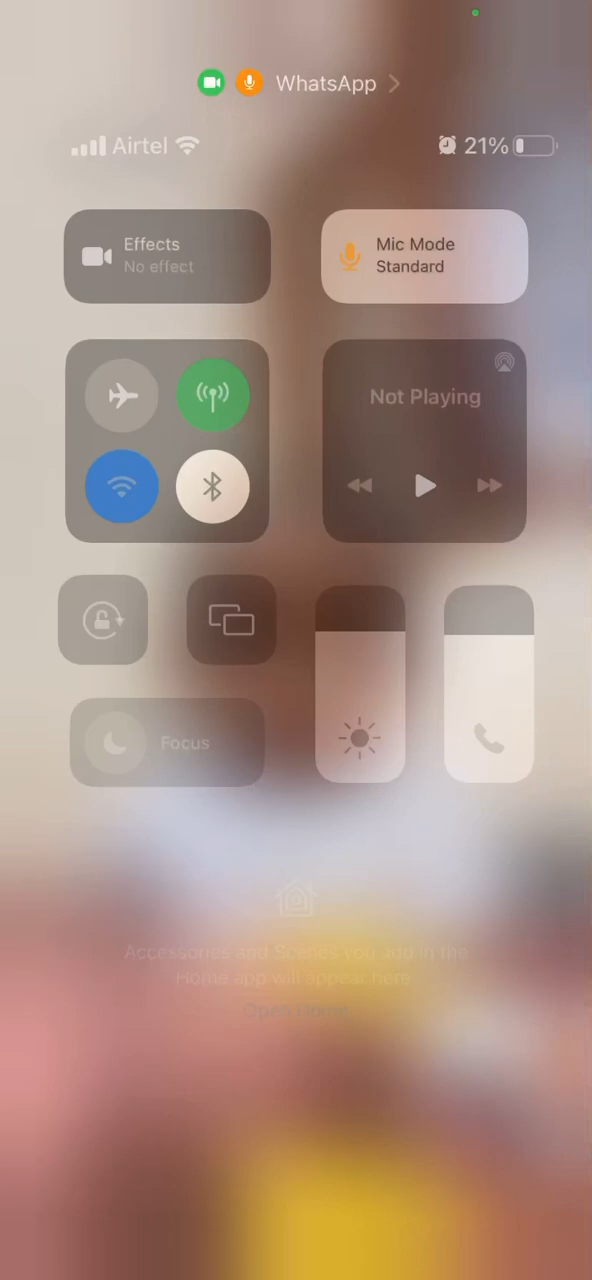 WhatsApp
Airtel
21%
Effects
No effect
Mic Mode
Standard
Not Playing
Focus
Accessories and Scenes you add in the
Home app will appear here
Open Home